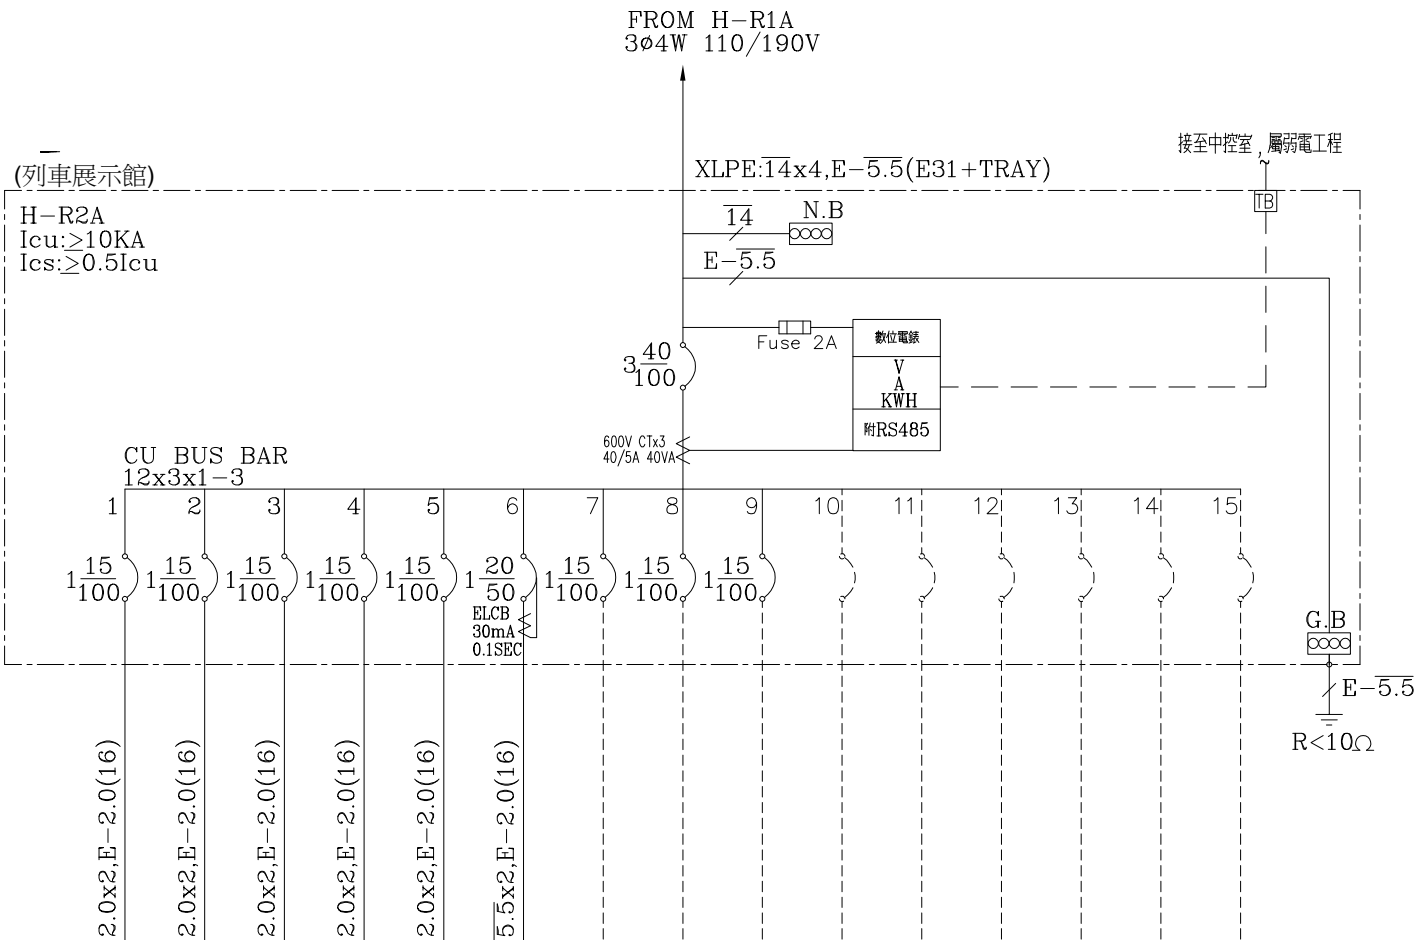 FROM H-R1A
3ø4W 110/190V
接至中控室，屬弱電工程
(列車展示館)
XLPE:14x4,E-5.5(E31+TRAY)
TB
H-R2A
Icu:≥10KA
Ics:≥0.5Icu
14
N.B
E-5.5
數位電錶
Fuse 2A
V
A
KWH
附RS485
3 40/100
600V CTx3
40/5A 40VA
CU BUS BAR
12x3x1-3
1 2 3 4 5 6 7 8 9 10 11 12 13 14 15
1 15/100 1 15/100 1 15/100 1 15/100 1 15/100 1 20/50 1 15/100 1 15/100 1 15/100
ELCB
30mA
0.1SEC
G.B
E-5.5
R<10Ω
2.0x2,E-2.0(16)
2.0x2,E-2.0(16)
2.0x2,E-2.0(16)
2.0x2,E-2.0(16)
2.0x2,E-2.0(16)
5.5x2,E-2.0(16)